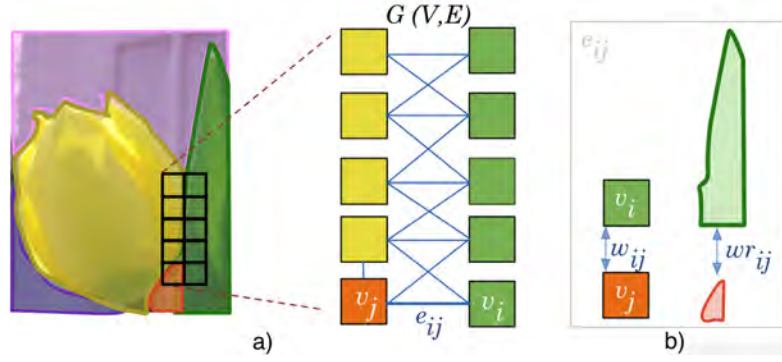 G (V,E)
e_ij
v_i
w_ij
wr_ij
v_j
v_j
v_i
e_ij
a)
b)